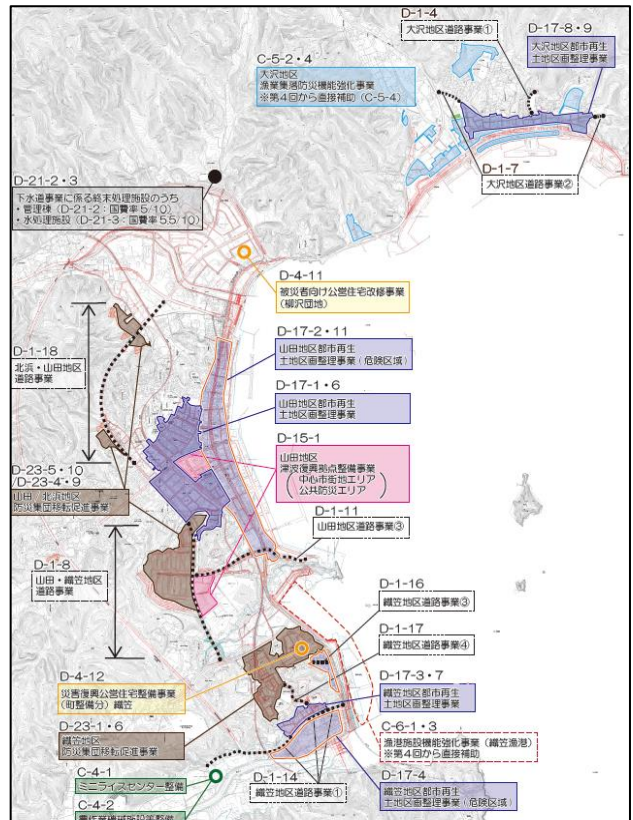 D-1-4
大沢地区道路事業①
D-17-8・9
大沢地区都市再生
土地区画整理事業
C-5-2・4
大沢地区
漁業集落防災機能強化事業
※第4回から直接補助（C-5-4）
D-1-7
大沢地区道路事業②
D-21-2・3
下水道事業に係る終末処理施設のうち
・管理棟（D-21-2：国費率5/10）
・水処理施設（D-21-3：国費率5.5/10）
D-4-11
被災者向け公営住宅改修事業
（柳沢団地）
D-17-2・11
山田地区都市再生
土地区画整理事業（危険区域）
D-1-18
北浜・山田地区
道路事業
D-17-1・6
山田地区都市再生
土地区画整理事業
D-15-1
山田地区
津波復興拠点整備事業
（中心市街地エリア
公共防災エリア）
D-23-5・10
/D-23-4・9
山田 北浜地区
防災集団移転促進事業
D-1-11
山田地区道路事業③
D-1-8
山田・織笠地区
道路事業
D-1-16
織笠地区道路事業③
D-1-17
織笠地区道路事業④
D-4-12
災害復興公営住宅整備事業
（町整備分）織笠
D-17-3・7
織笠地区都市再生
土地区画整理事業
D-23-1・6
織笠地区
防災集団移転促進事業
C-6-1・3
漁港施設機能強化事業（織笠漁港）
※第4回から直接補助
C-4-1
ミニライスセンター整備
D-1-14
織笠地区道路事業①
D-17-4
織笠地区都市再生
土地区画整理事業（危険区域）
C-4-2